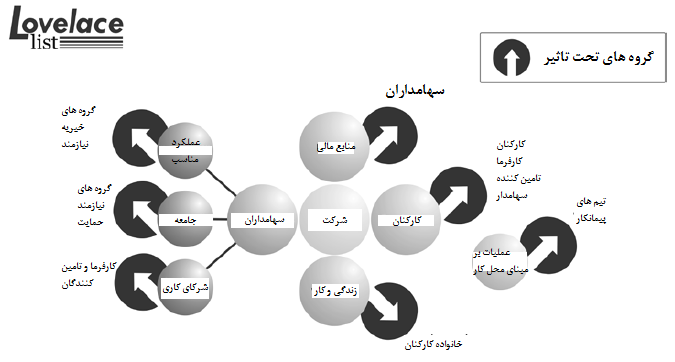 Lovelace
list
گروه های تحت تاثیر
سهامداران
گروه های
خیریه
نیازمند
عملکرد
مناسب
منابع مالی
کارکنان
کارفرما
تامین کننده
سهامدار
گروه های
نیازمند
حمایت
جامعه
سهامداران
شرکت
کارکنان
تیم های
پیمانکار
عملیات بر
مبنای محل کار
کارفرما و تامین
کنندگان
شرکای کاری
زندگی و کار
خانواده کارکنان